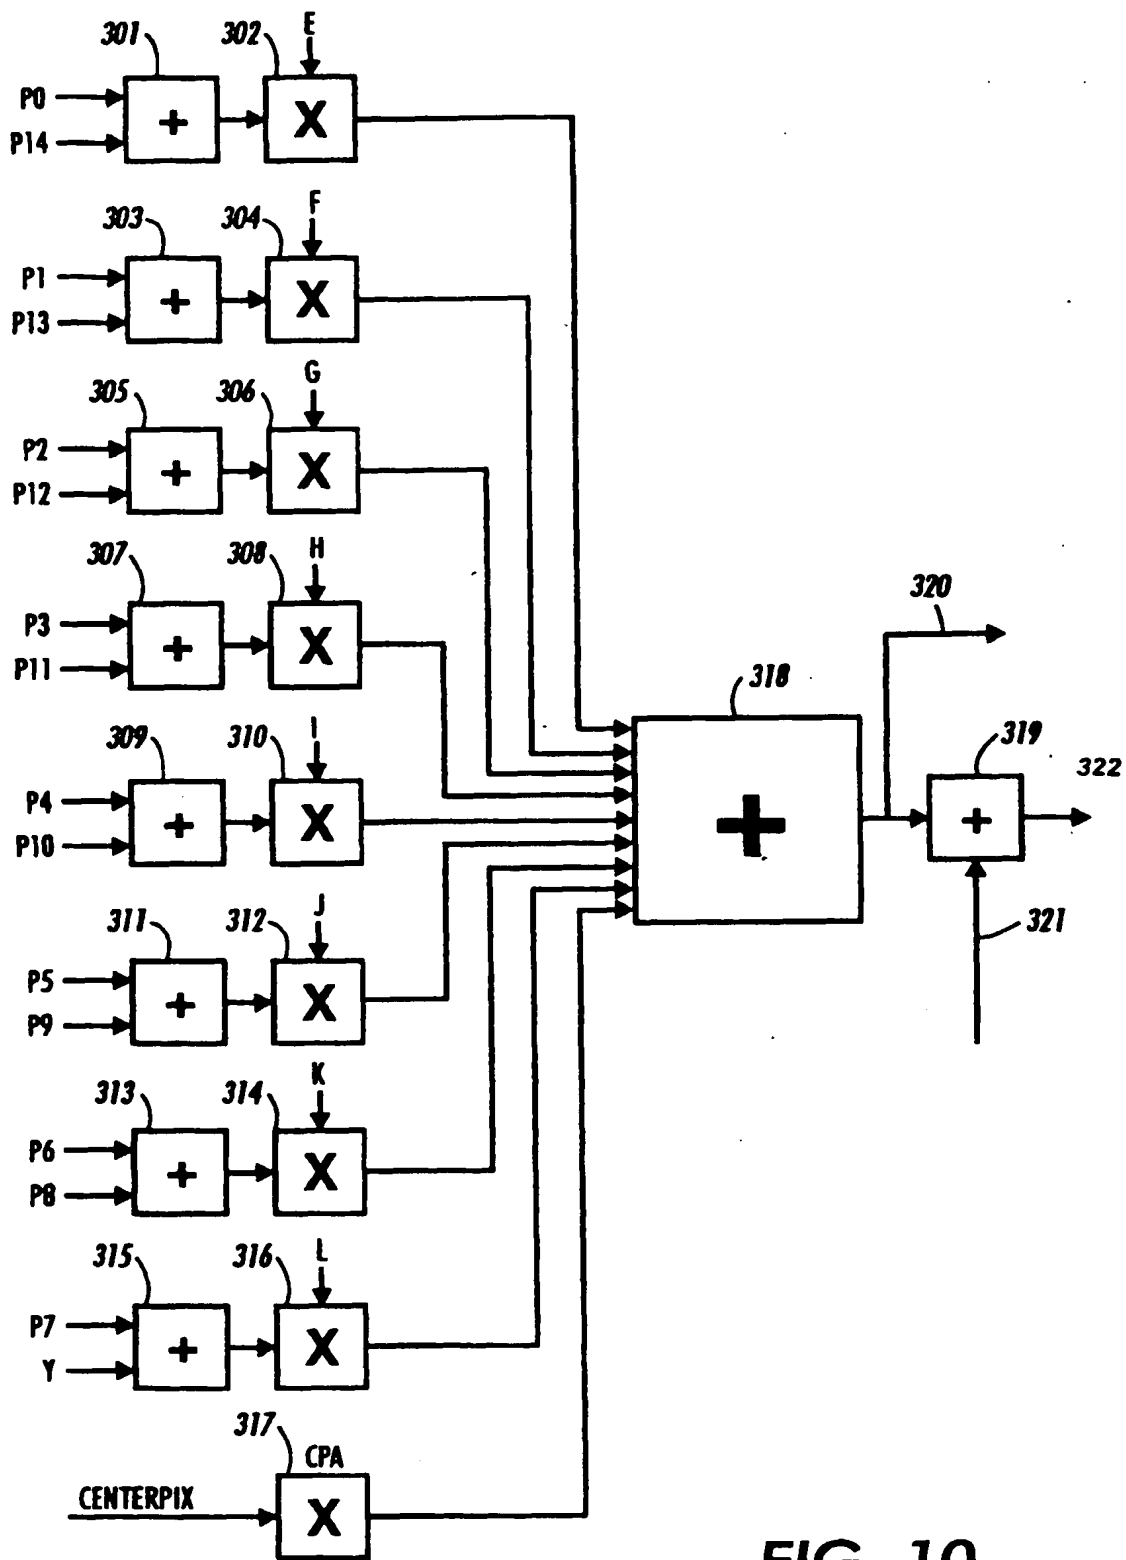 301
302
E
P0
+
X
P14
303
304
F
P1
+
X
P13
305
306
G
P2
+
X
P12
307
308
H
P3
+
X
P11
320
318
309
310
I
319
322
P4
+
X
+
+
P10
311
312
J
321
P5
+
X
P9
313
314
K
P6
+
X
P8
315
316
L
P7
+
X
Y
317
CPA
CENTERPIX
X
FIG. 10